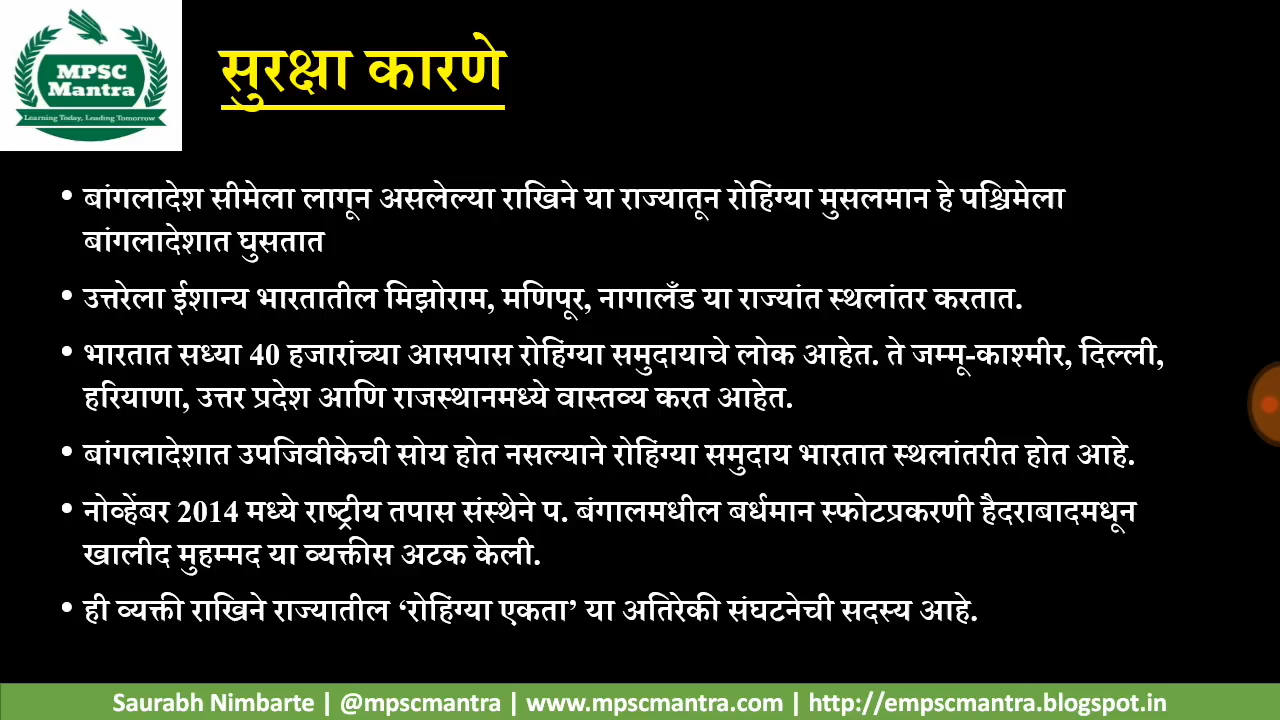 MPSC
Mantra
Learning Today, Leading Tomorrow
सुरक्षा कारणे
• बांगलादेश सीमेला लागून असलेल्या राखिने या राज्यातून रोहिंग्या मुसलमान हे पश्चिमेला
बांगलादेशात घुसतात
• उत्तरेला ईशान्य भारतातील मिझोराम, मणिपूर, नागालँड या राज्यांत स्थलांतर करतात.
• भारतात सध्या 40 हजारांच्या आसपास रोहिंग्या समुदायाचे लोक आहेत. ते जम्मू-काश्मीर, दिल्ली,
हरियाणा, उत्तर प्रदेश आणि राजस्थानमध्ये वास्तव्य करत आहेत.
• बांगलादेशात उपजिवीकेची सोय होत नसल्याने रोहिंग्या समुदाय भारतात स्थलांतरीत होत आहे.
• नोव्हेंबर 2014 मध्ये राष्ट्रीय तपास संस्थेने प. बंगालमधील बर्धमान स्फोटप्रकरणी हैदराबादमधून
खालीद मुहम्मद या व्यक्तीस अटक केली.
• ही व्यक्ती राखिने राज्यातील ‘रोहिंग्या एकता’ या अतिरेकी संघटनेची सदस्य आहे.
Saurabh Nimbarte | @mpscmantra | www.mpscmantra.com | http://empscmantra.blogspot.in